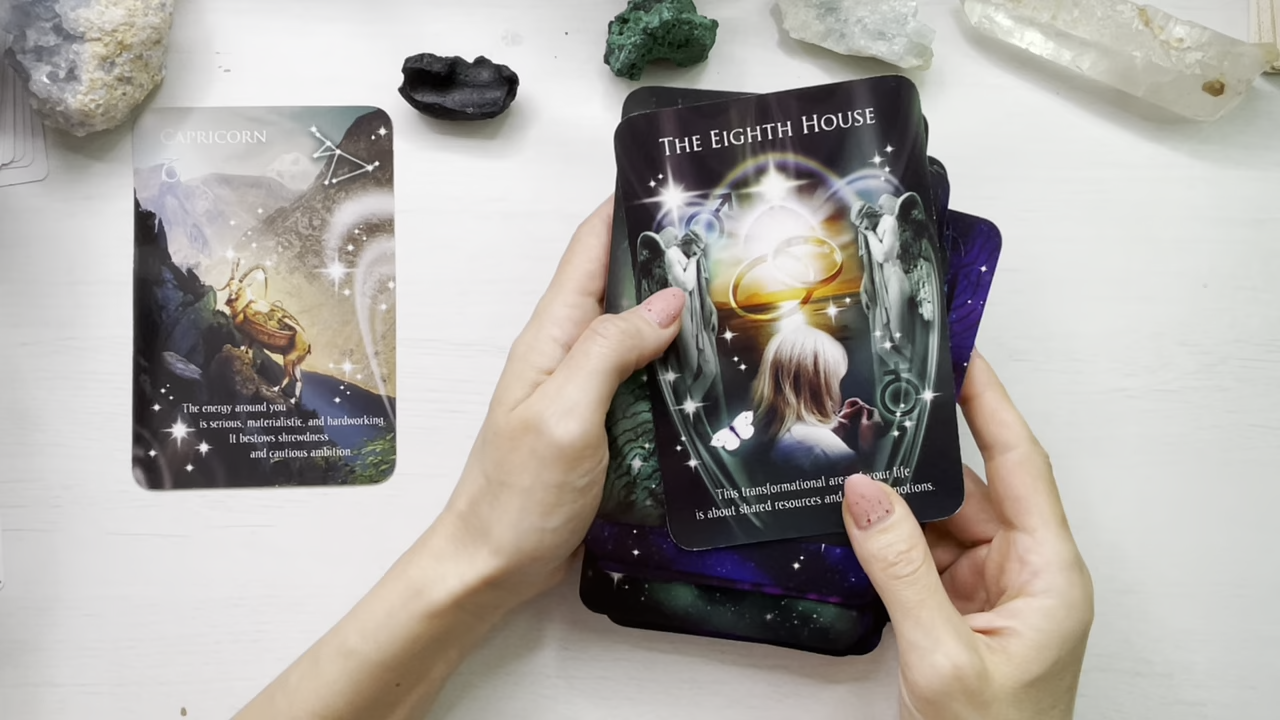 CAPRICORN
The energy around you
is serious, materialistic, and hardworking.
It bestows shrewdness
and cautious ambition.
THE EIGHTH HOUSE
This transformational area your life
is about shared resources and